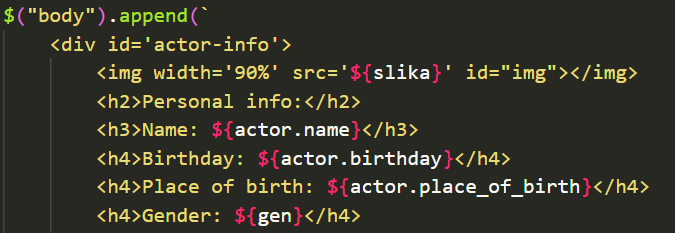 $("body").append(`
<div id='actor-info'>
<img width='90%' src='${slika}' id="img"></img>
<h2>Personal info:</h2>
<h3>Name: ${actor.name}</h3>
<h4>Birthday: ${actor.birthday}</h4>
<h4>Place of birth: ${actor.place_of_birth}</h4>
<h4>Gender: ${gen}</h4>